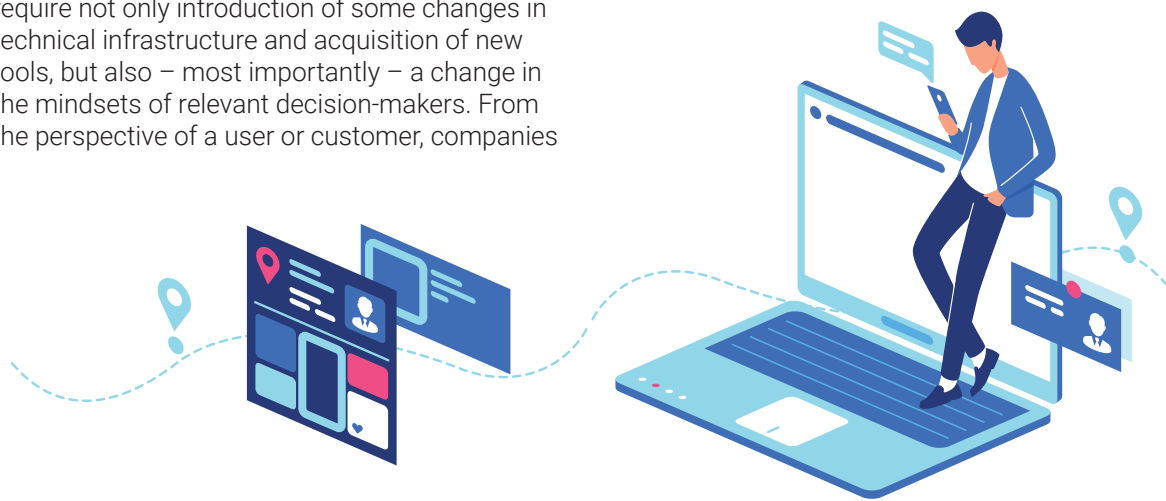 equire not only introduction of some changes in
echnical infrastructure and acquisition of new
ools, but also – most importantly – a change in
he mindsets of relevant decision-makers. From
he perspective of a user or customer, companies